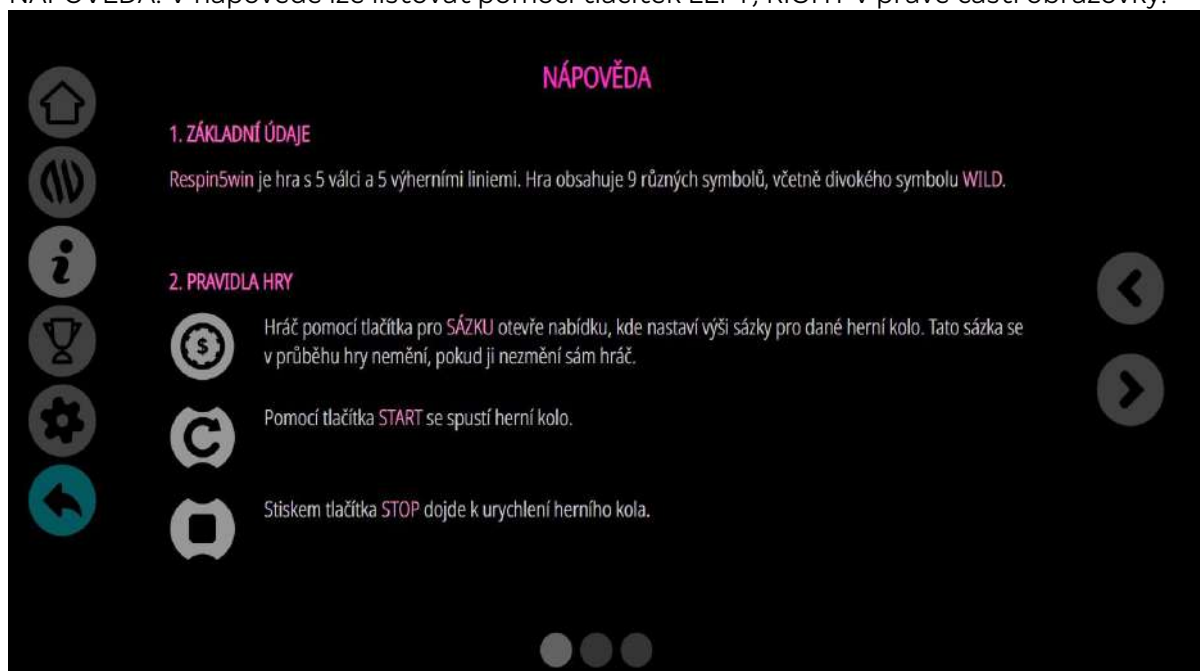 NÁPOVĚDA. V nápovědě lze listovat pomocí tlačítek LEFT, RIGHT v pravé části obrazovky.
NÁPOVĚDA
1. ZÁKLADNÍ ÚDAJE
Respin5win je hra s 5 válci a 5 výherními liniemi. Hra obsahuje 9 různých symbolů, včetně divokého symbolu WILD.
2. PRAVIDLA HRY
Hráč pomocí tlačítka pro SÁZKU otevře nabídku, kde nastaví výši sázky pro dané herní kolo. Tato sázka se
v průběhu hry nemění, pokud ji nezmění sám hráč.
Pomocí tlačítka START se spustí herní kolo.
Stiskem tlačítka STOP dojde k urychlení herního kola.